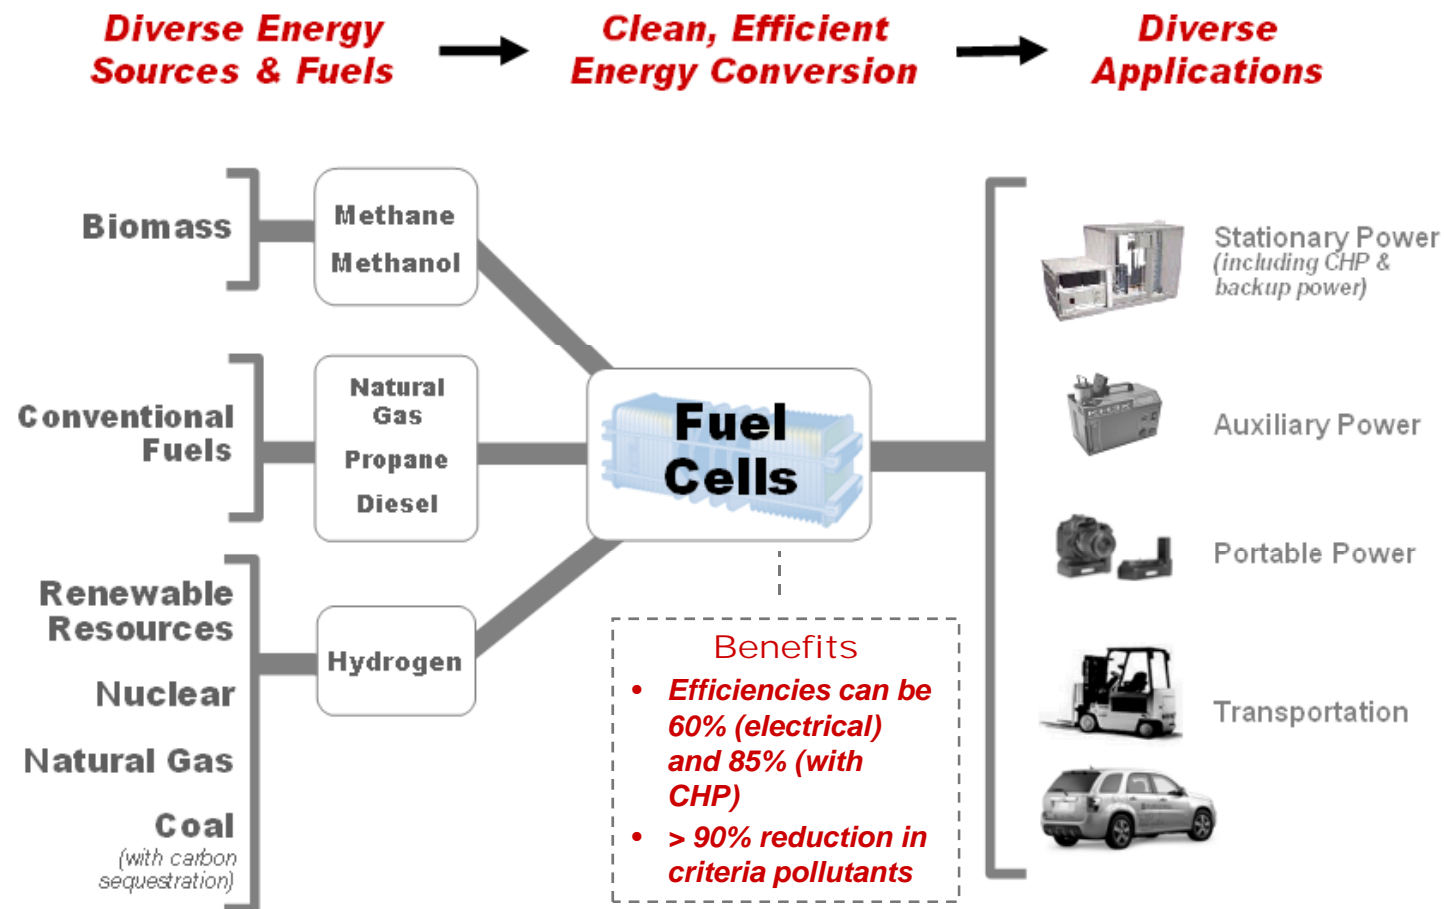 Diverse Energy
Sources & Fuels
Clean, Efficient
Energy Conversion
Diverse
Applications
Biomass
Methane
Methanol
Conventional
Fuels
Natural
Gas
Propane
Diesel
Renewable
Resources
Nuclear
Natural Gas
Coal
(with carbon
sequestration)
Hydrogen
Fuel
Cells
Benefits
• Efficiencies can be
60% (electrical)
and 85% (with
CHP)
• > 90% reduction in
criteria pollutants
Stationary Power
(including CHP &
backup power)
Auxiliary Power
Portable Power
Transportation